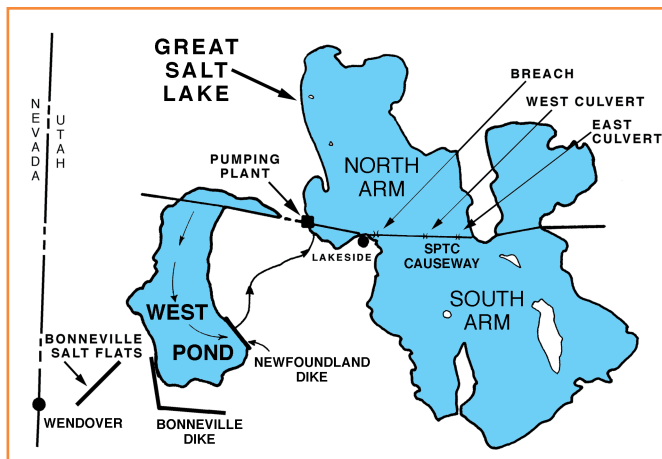 GREAT
SALT
LAKE
BREACH
WEST CULVERT
EAST
CULVERT
NEVADA
UTAH
PUMPING
PLANT
NORTH
ARM
LAKESIDE
SPTC
CAUSEWAY
SOUTH
ARM
WEST
POND
BONNEVILLE
SALT FLATS
NEWFOUNDLAND
DIKE
WENDOVER
BONNEVILLE
DIKE